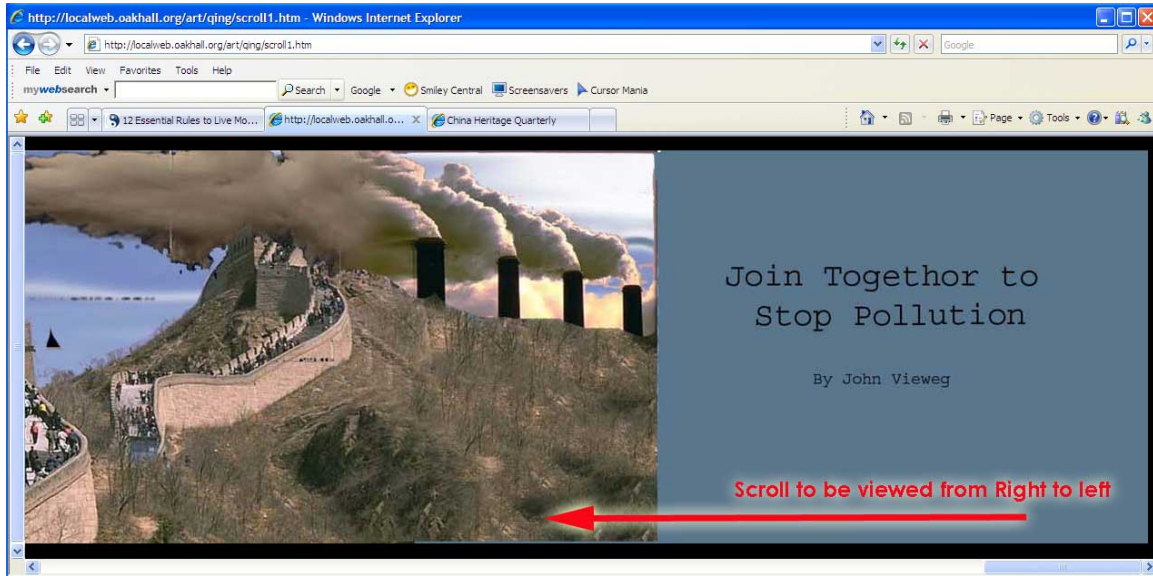 http://localweb.oakhall.org/art/qing/scroll1.htm - Windows Internet Explorer
http://localweb.oakhall.org/art/qing/scroll1.htm
Google
File Edit View Favorites Tools Help
mywebsearch
Search Google Smiley Central Screensavers Cursor Mania
12 Essential Rules to Live Mo... http://localweb.oakhall.o... China Heritage Quarterly
Page Tools
Join Togethor to
Stop Pollution
By John Vieweg
Scroll to be viewed from Right to left